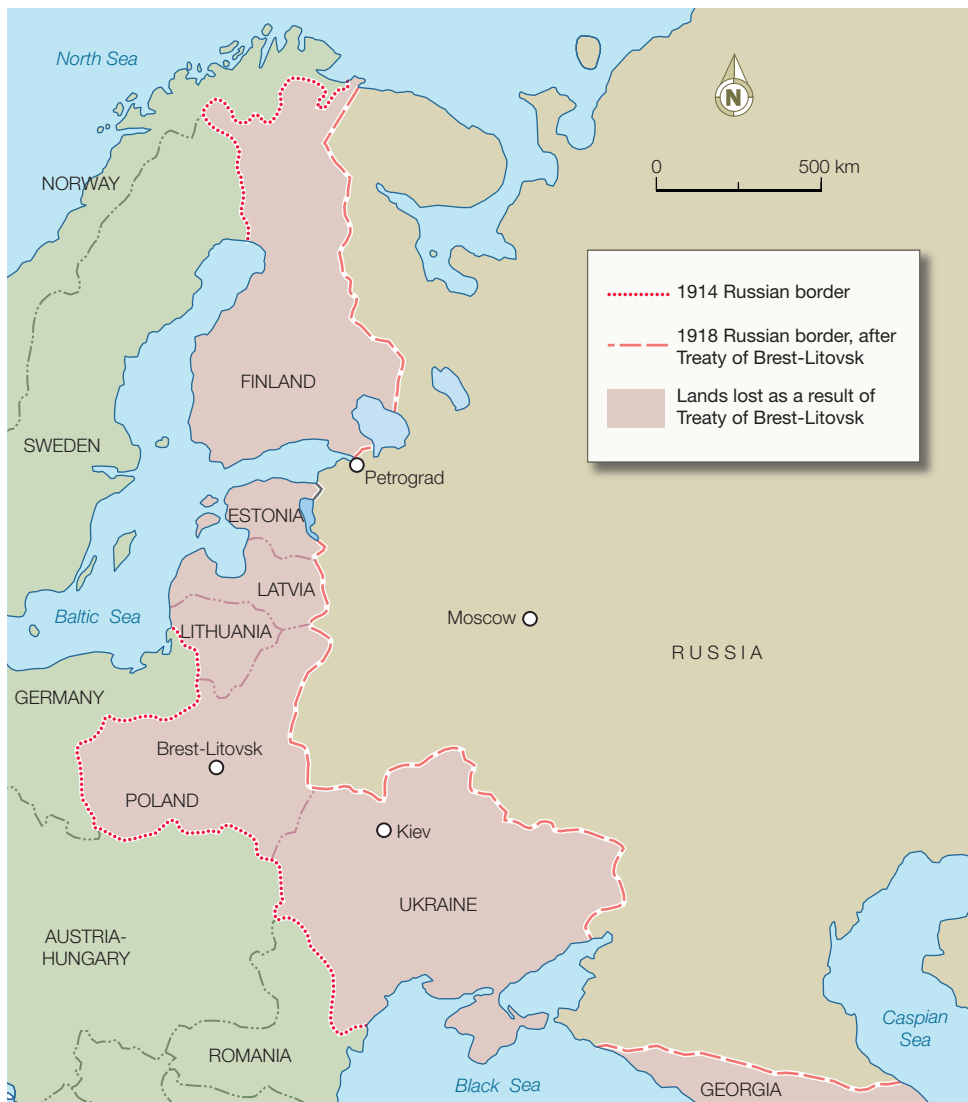 North Sea
N
0 500 km
NORWAY
1914 Russian border
1918 Russian border, after
Treaty of Brest-Litovsk
Lands lost as a result of
Treaty of Brest-Litovsk
FINLAND
SWEDEN
Petrograd
ESTONIA
LATVIA
Baltic Sea
Moscow
LITHUANIA
RUSSIA
GERMANY
Brest-Litovsk
POLAND
Kiev
UKRAINE
AUSTRIA-
HUNGARY
Caspian
Sea
ROMANIA
Black Sea
GEORGIA